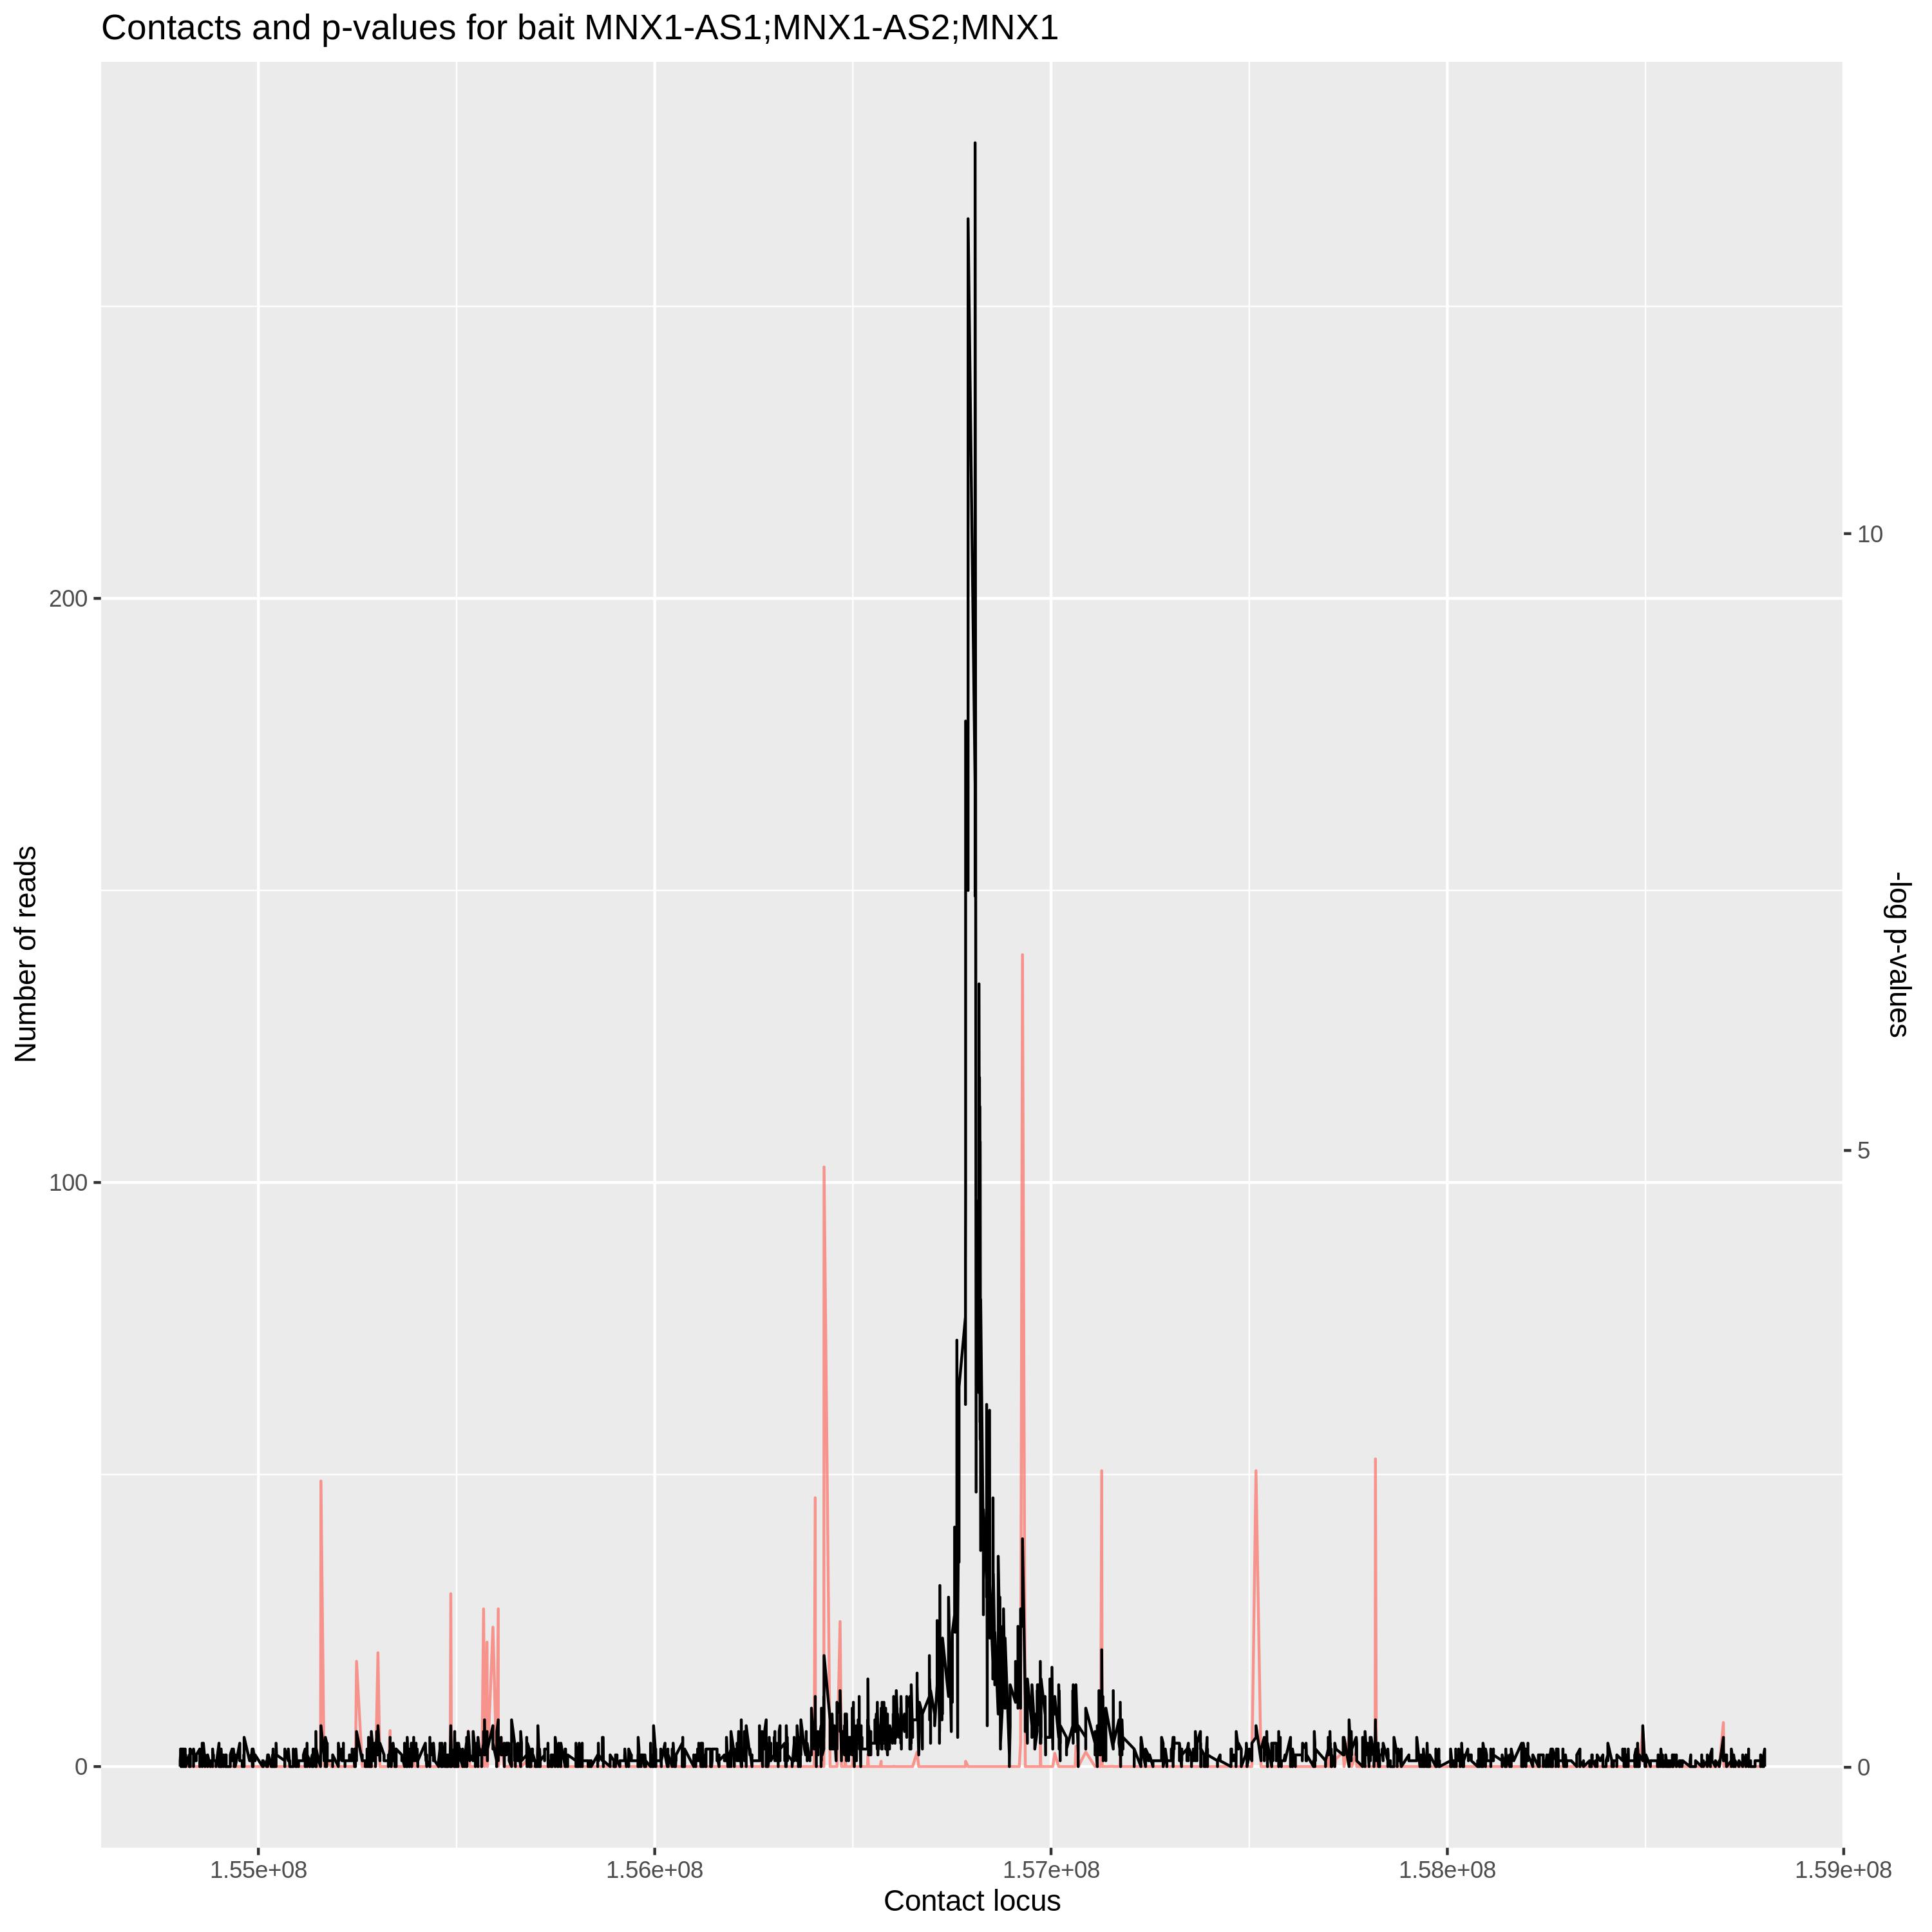 Contacts and p-values for bait MNX1-AS1;MNX1-AS2;MNX1
Number of reads
200
100
0
10
5
0
-log p-values
1.55e+08
1.56e+08
1.57e+08
1.58e+08
1.59e+08
Contact locus